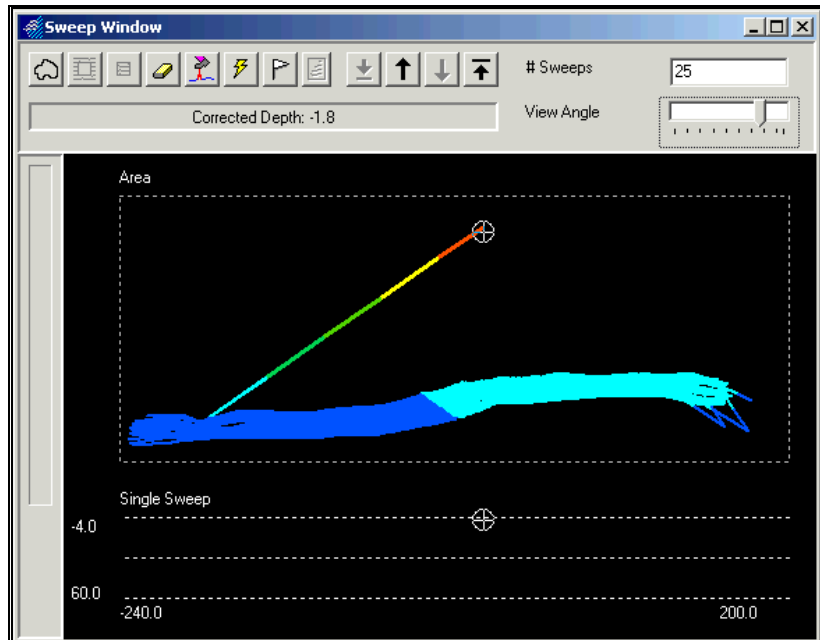 Sweep Window
# Sweeps 25
Corrected Depth: -1.8
View Angle
Area
Single Sweep
-4.0
60.0
-240.0 200.0